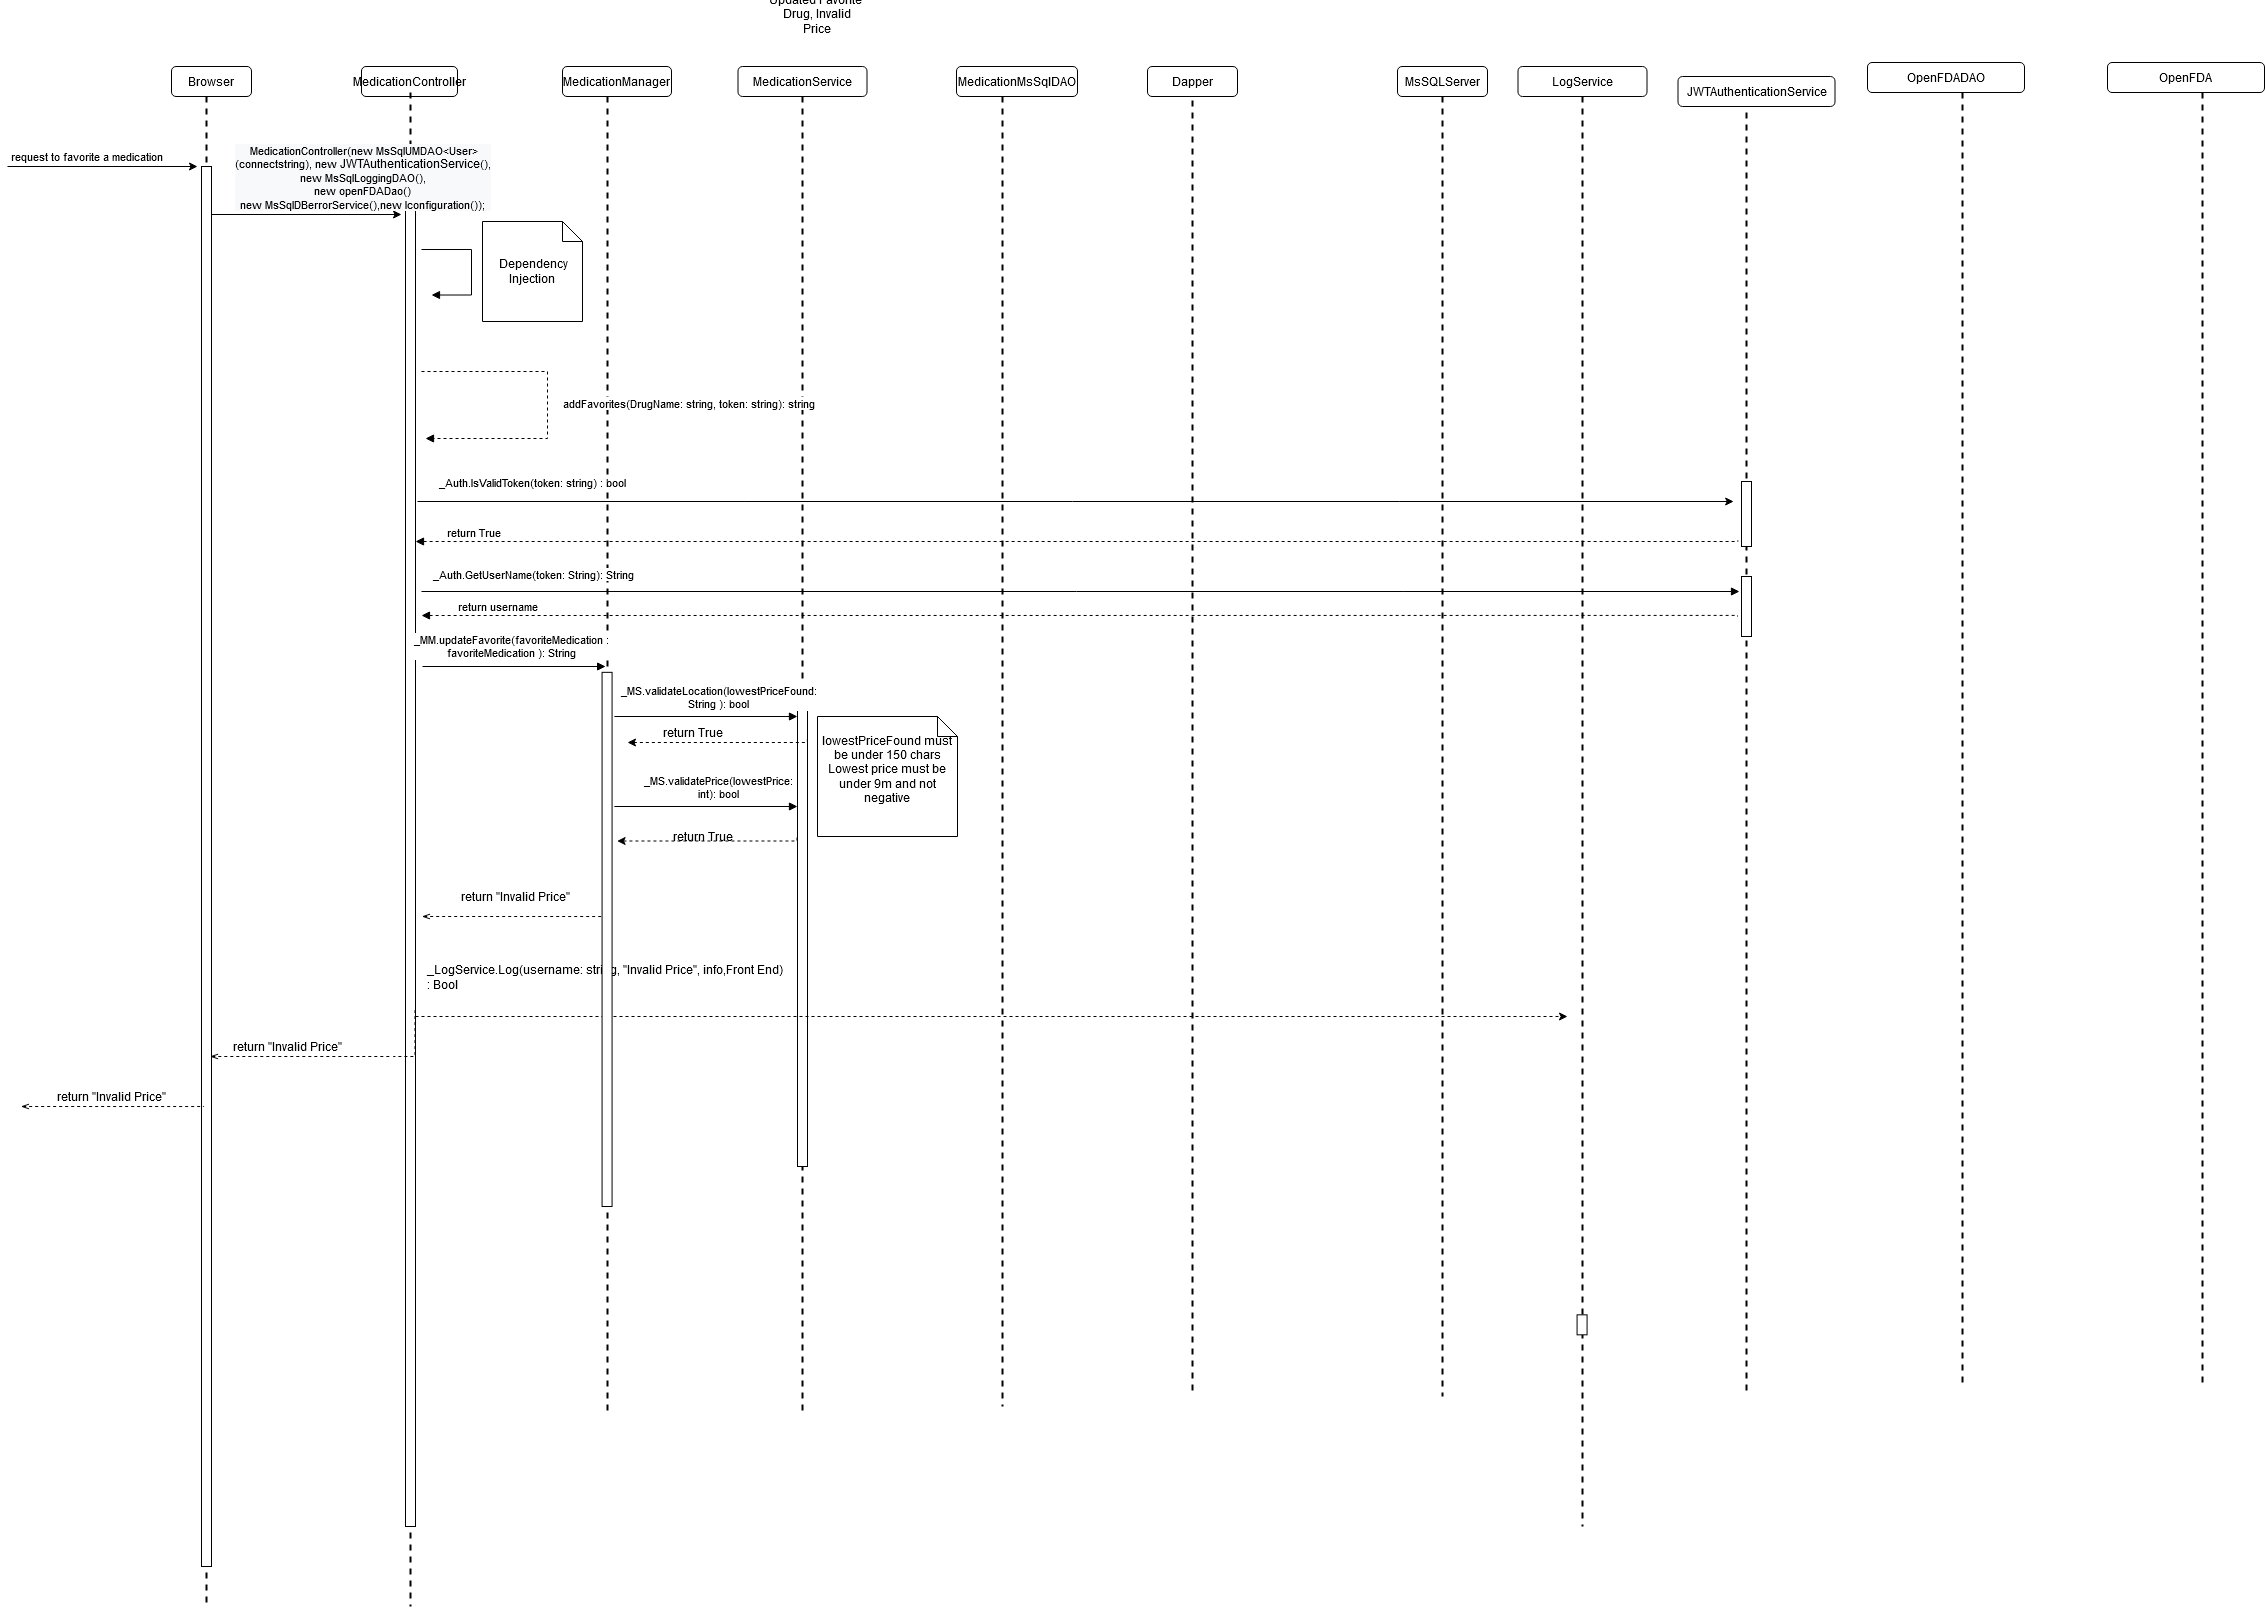 Updated Favorite
Drug, Invalid
Price
Browser
MedicationController
MedicationManager
MedicationService
MedicationMsSqlDAO
Dapper
MsSQLServer
LogService
JWTAuthenticationService
OpenFDADAO
OpenFDA
request to favorite a medication
MedicationController(new MsSqlUMDAO<User>
(connectstring), new JWTAuthenticationService(),
new MsSqlLoggingDAO(),
new openFDADao()
new MsSqlDBerrorService(),new Iconfiguration());
Dependency
Injection
addFavorites(DrugName: string, token: string): string
_Auth.IsValidToken(token: string) : bool
return True
_Auth.GetUserName(token: String): String
return username
_MM.updateFavorite(favoriteMedication :
favoriteMedication ): String
_MS.validateLocation(lowestPriceFound:
String ): bool
return True
lowestPriceFound must
be under 150 chars
Lowest price must be
under 9m and not
negative
_MS.validatePrice(lowestPrice:
int): bool
return True
return "Invalid Price"
_LogService.Log(username: string, "Invalid Price", info,Front End)
: Bool
return "Invalid Price"
return "Invalid Price"